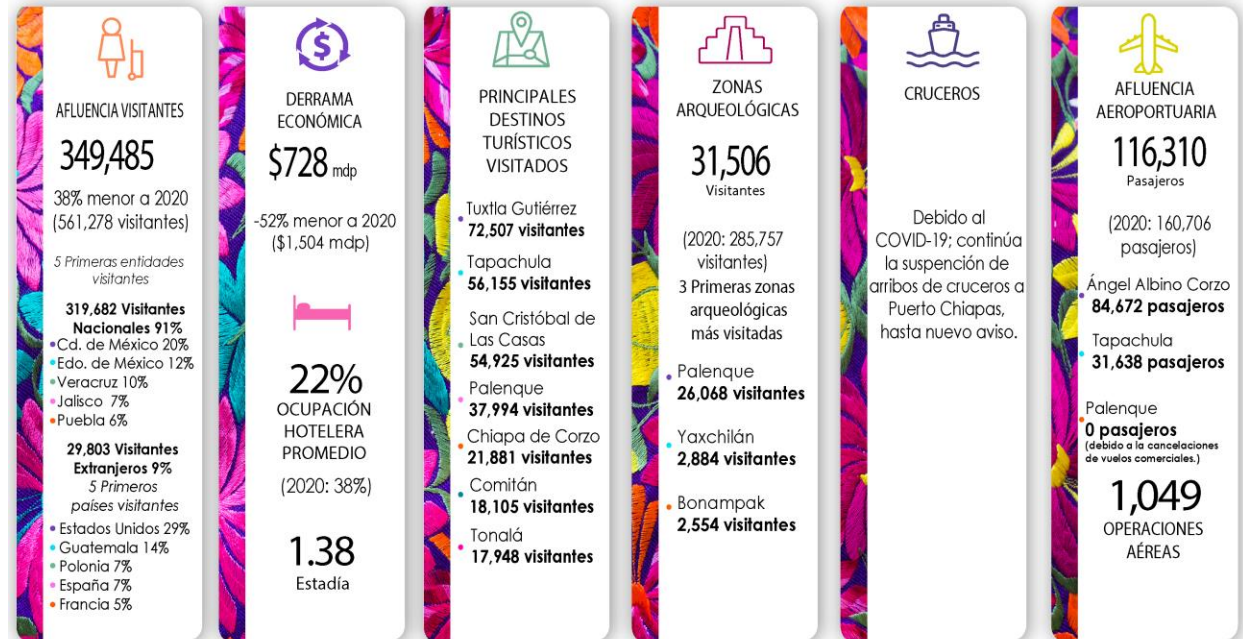 AFLUENCIA VISITANTES
349,485
38% menor a 2020
(561,278 visitantes)
5 Primeras entidades
visitantes
319,682 Visitantes
Nacionales 91%
Cd. de México 20%
Edo. de México 12%
Veracruz 10%
Jalisco 7%
Puebla 6%
29,803 Visitantes
Extranjeros 9%
5 Primeros
países visitantes
Estados Unidos 29%
Guatemala 14%
Polonia 7%
España 7%
Francia 5%
$
DERRAMA
ECONÓMICA
$728 mdp
-52% menor a 2020
($1,504 mdp)
22%
OCUPACIÓN
HOTELERA
PROMEDIO
(2020: 38%)
1.38
Estadía
PRINCIPALES
DESTINOS
TURÍSTICOS
VISITADOS
Tuxtla Gutiérrez
72,507 visitantes
Tapachula
56,155 visitantes
San Cristóbal de
Las Casas
54,925 visitantes
Palenque
37,994 visitantes
Chiapa de Corzo
21,881 visitantes
Comitán
18,105 visitantes
Tonalá
17,948 visitantes
ZONAS
ARQUEOLÓGICAS
31,506
Visitantes
(2020: 285,757
visitantes)
3 Primeras zonas
arqueológicas
más visitadas
Palenque
26,068 visitantes
Yaxchilán
2,884 visitantes
Bonampak
2,554 visitantes
CRUCEROS
Debido al
COVID-19; continúa
la suspención de
arribos de cruceros a
Puerto Chiapas,
hasta nuevo aviso.
AFLUENCIA
AEROPORTUARIA
116,310
Pasajeros
(2020: 160,706
pasajeros)
Ángel Albino Corzo
84,672 pasajeros
Tapachula
31,638 pasajeros
Palenque
0 pasajeros
(debido a la cancelaciones
de vuelos comerciales.)
1,049
OPERACIONES
AÉREAS